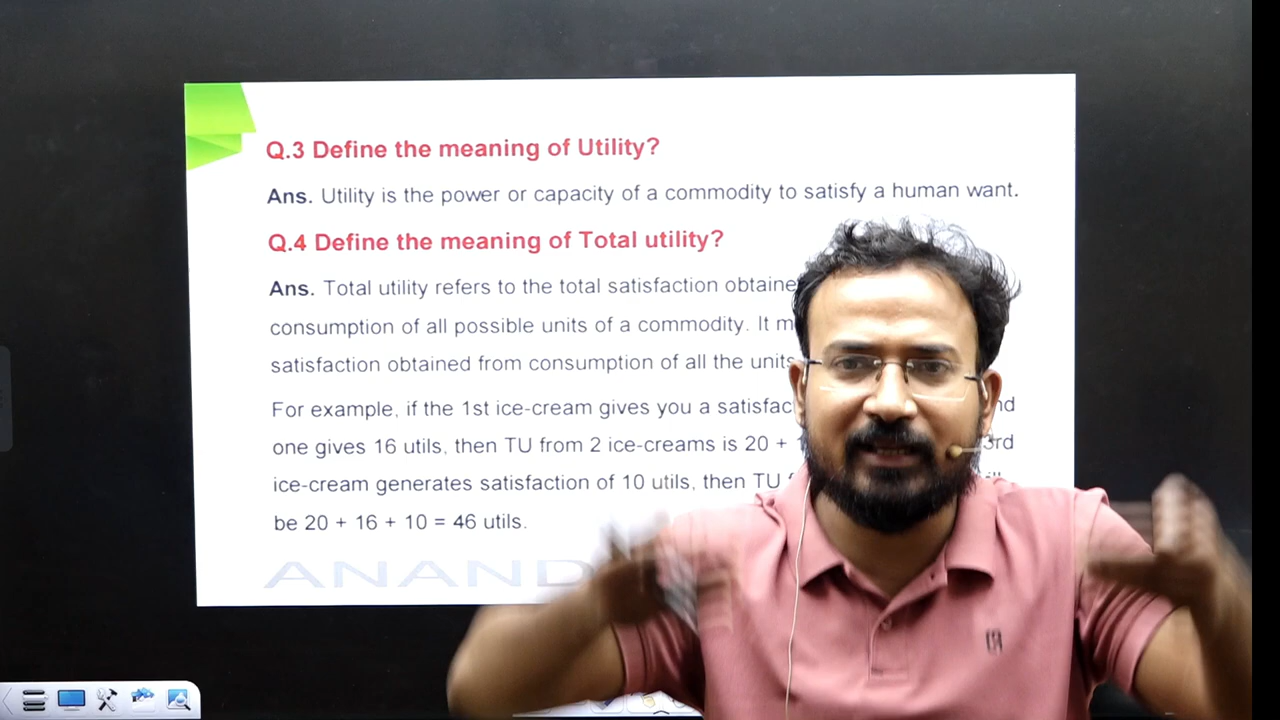 Q.3 Define the meaning of Utility?
Ans. Utility is the power or capacity of a commodity to satisfy a human want.
Q.4 Define the meaning of Total utility?
Ans. Total utility refers to the total satisfaction
consumption of all possible units of a commodity. It
satisfaction obtained from consumption of all the units
For example, if the 1st ice-cream gives you a
one gives 16 utils, then TU from 2 ice-creams is 20 + 3rd
ice-cream generates satisfaction of 10 utils, then TU
be 20 + 16 + 10 = 46 utils.
ANAND